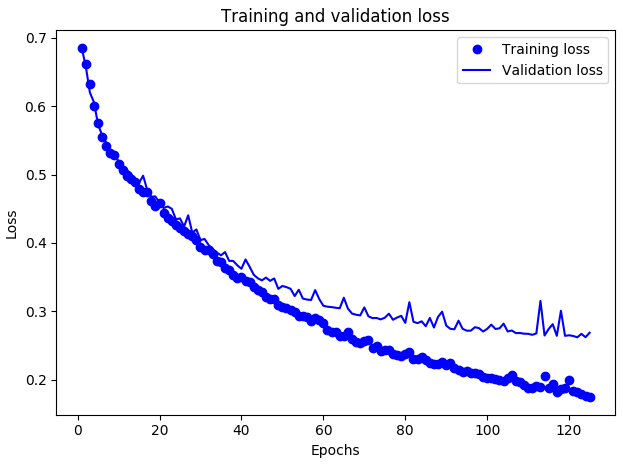 Training and validation loss
Training loss
Validation loss
0.7
0.6
0.5
0.4
0.3
0.2
Loss
0
20
40
60
80
100
120
Epochs